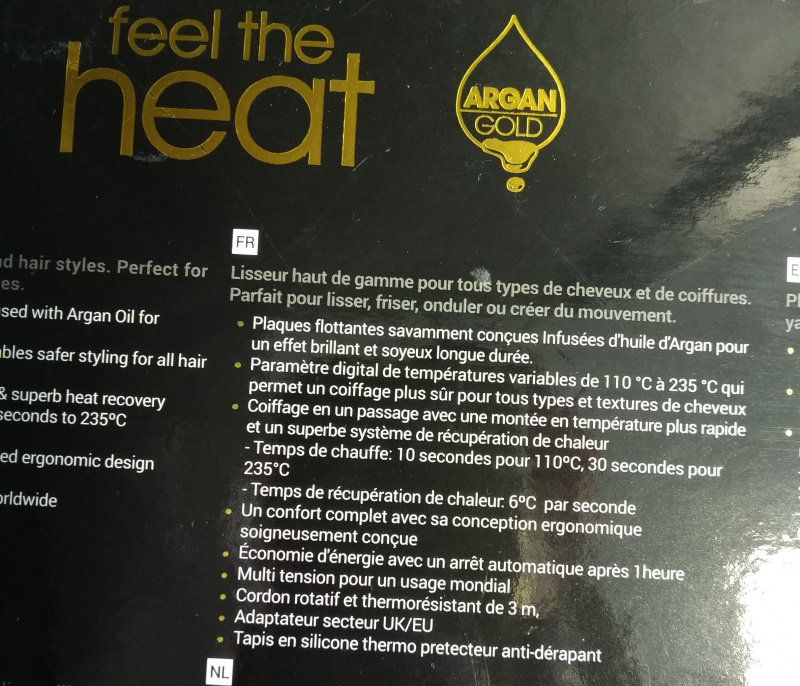 feel the
heat
ARGAN
GOLD
d hair styles. Perfect for
es.
sed with Argan Oil for
bles safer styling for all hair
& superb heat recovery
seconds to 235ºC
ed ergonomic design
orldwide
FR
Lisseur haut de gamme pour tous types de cheveux et de coiffures.
Parfait pour lisser, friser, onduler ou créer du mouvement.
• Plaques flottantes savamment conçues Infusées d'huile d'Argan pour
un effet brillant et soyeux longue durée.
• Paramètre digital de températures variables de 110 °C à 235 °C qui
permet un coiffage plus sûr pour tous types et textures de cheveux
• Coiffage en un passage avec une montée en température plus rapide
et un superbe système de récupération de chaleur
- Temps de chauffe: 10 secondes pour 110ºC, 30 secondes pour
235°C
- Temps de récupération de chaleur. 6ºC par seconde
• Un confort complet avec sa conception ergonomique
soigneusement conçue
• Économie d'énergie avec un arrêt automatique après 1heure
• Multi tension pour un usage mondial
• Cordon rotatif et thermorésistant de 3 m,
• Adaptateur secteur UK/EU
• Tapis en silicone thermo pretecteur anti-dérapant
NL
E
Pl
ya